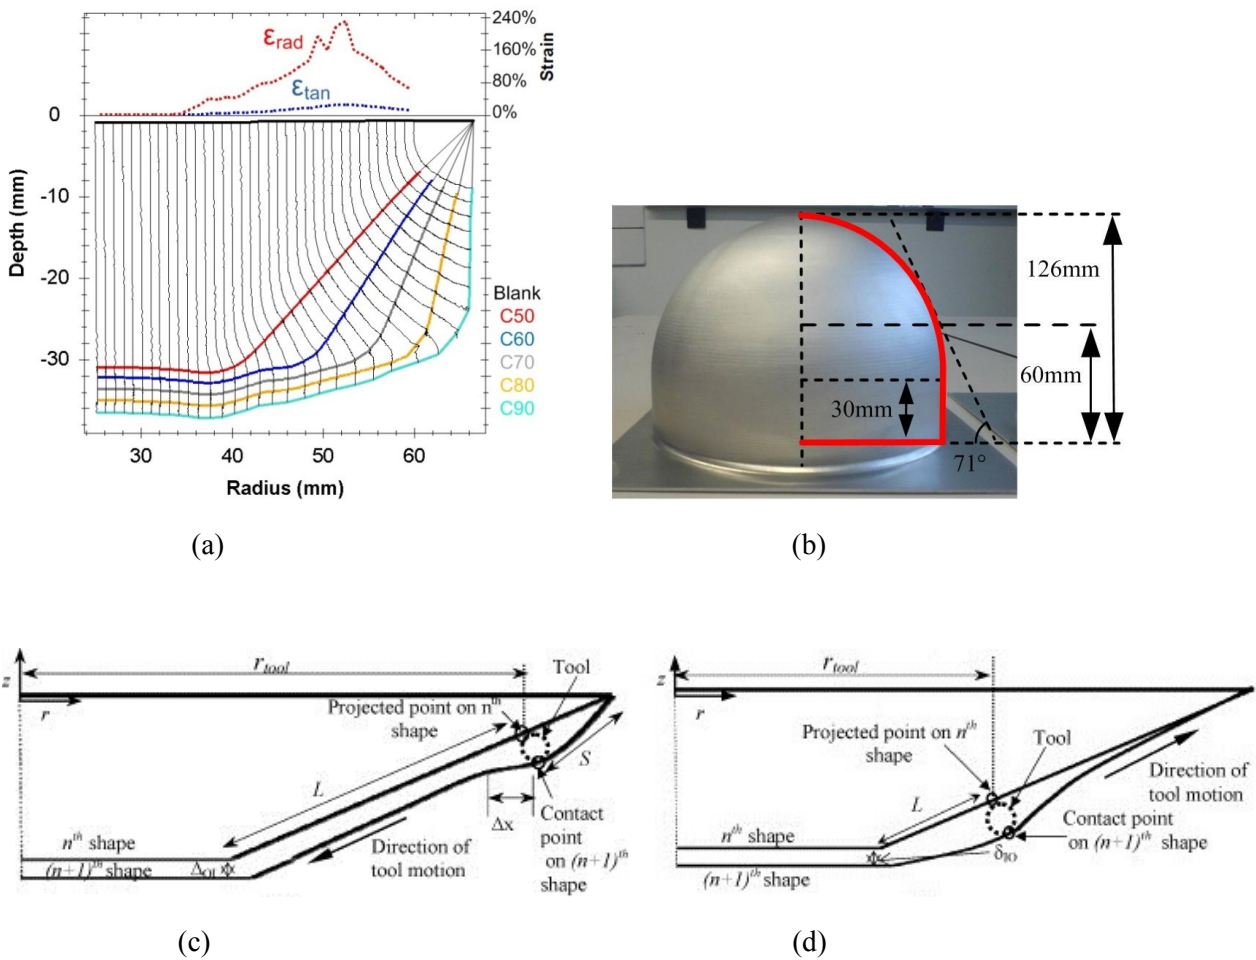 240%
εrad
160%
Strain
80%
εtan
0%
0
-10
-20
-30
Depth (mm)
Blank
C50
C60
C70
C80
C90
30
40
50
60
Radius (mm)
(a)
126mm
60mm
30mm
71°
(b)
z
r_tool
Tool
r
Projected point on nth
shape
S
L
Δx
Contact
point
on (n+1)th
shape
nth shape
(n+1)th shape
ΔOI
Direction of
tool motion
(c)
z
r_tool
r
Projected point on nth
shape
Tool
Direction of
tool motion
L
Contact point
on (n+1)th shape
nth shape
δIO
(n+1)th shape
(d)